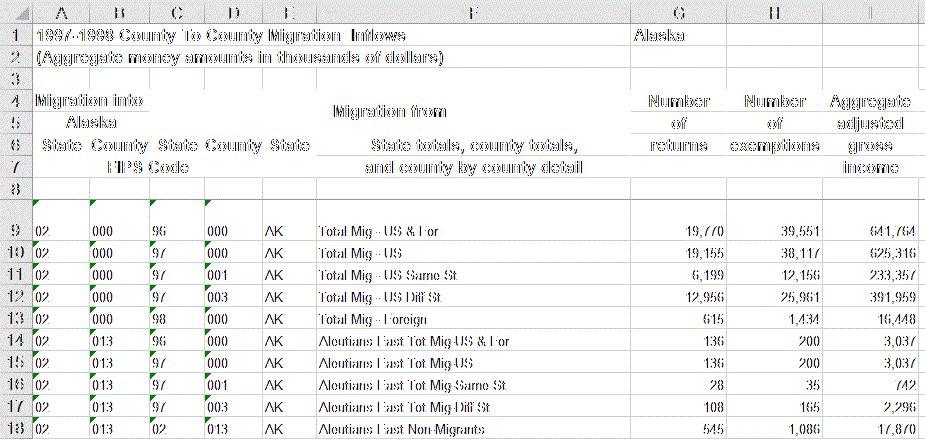 A B C D E F G H I
1 1997-1998 County To County Migration Inflows Alaska
2 (Aggregate money amounts in thousands of dollars)
3
4 Migration into Migration from Number Number Aggregate
5 Alaska of of adjusted
6 State County State County State State totals, county totals, returns exemptions gross
7 FIPS Code and county by county detail income
8
9 02 000 96 000 AK Total Mig - US & For 19,770 39,551 641,764
10 02 000 97 000 AK Total Mig - US 19,155 38,117 625,316
11 02 000 97 001 AK Total Mig - US Same St 6,199 12,156 233,357
12 02 000 97 003 AK Total Mig - US Diff St 12,956 25,961 391,959
13 02 000 98 000 AK Total Mig - Foreign 615 1,434 16,448
14 02 013 96 000 AK Aleutians East Tot Mig-US & For 136 200 3,037
15 02 013 97 000 AK Aleutians East Tot Mig-US 136 200 3,037
16 02 013 97 001 AK Aleutians East Tot Mig-Same St 28 35 742
17 02 013 97 003 AK Aleutians East Tot Mig-Diff St 108 165 2,296
18 02 013 02 013 AK Aleutians East Non-Migrants 545 1,086 17,870